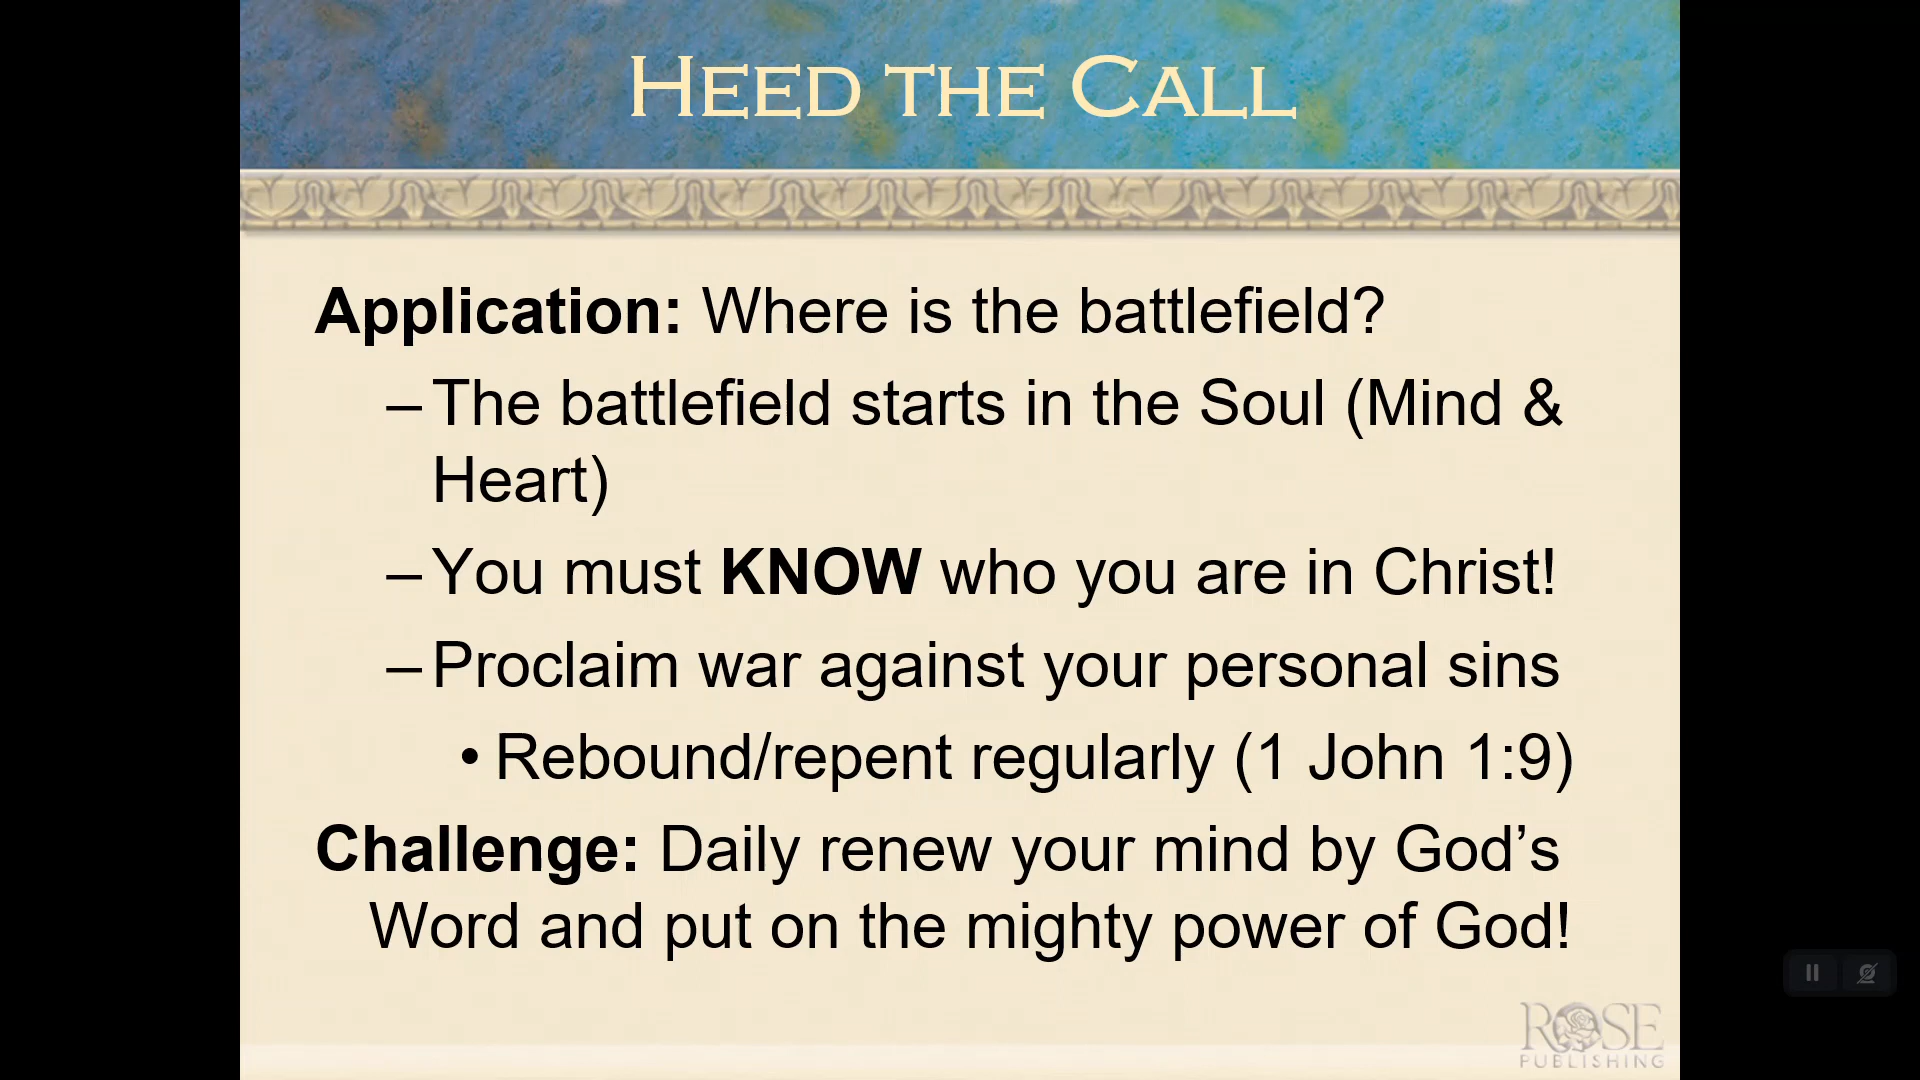 Heed the Call
Application: Where is the battlefield?
– The battlefield starts in the Soul (Mind &
Heart)
– You must KNOW who you are in Christ!
– Proclaim war against your personal sins
• Rebound/repent regularly (1 John 1:9)
Challenge: Daily renew your mind by God’s
Word and put on the mighty power of God!
ROSE
PUBLISHING